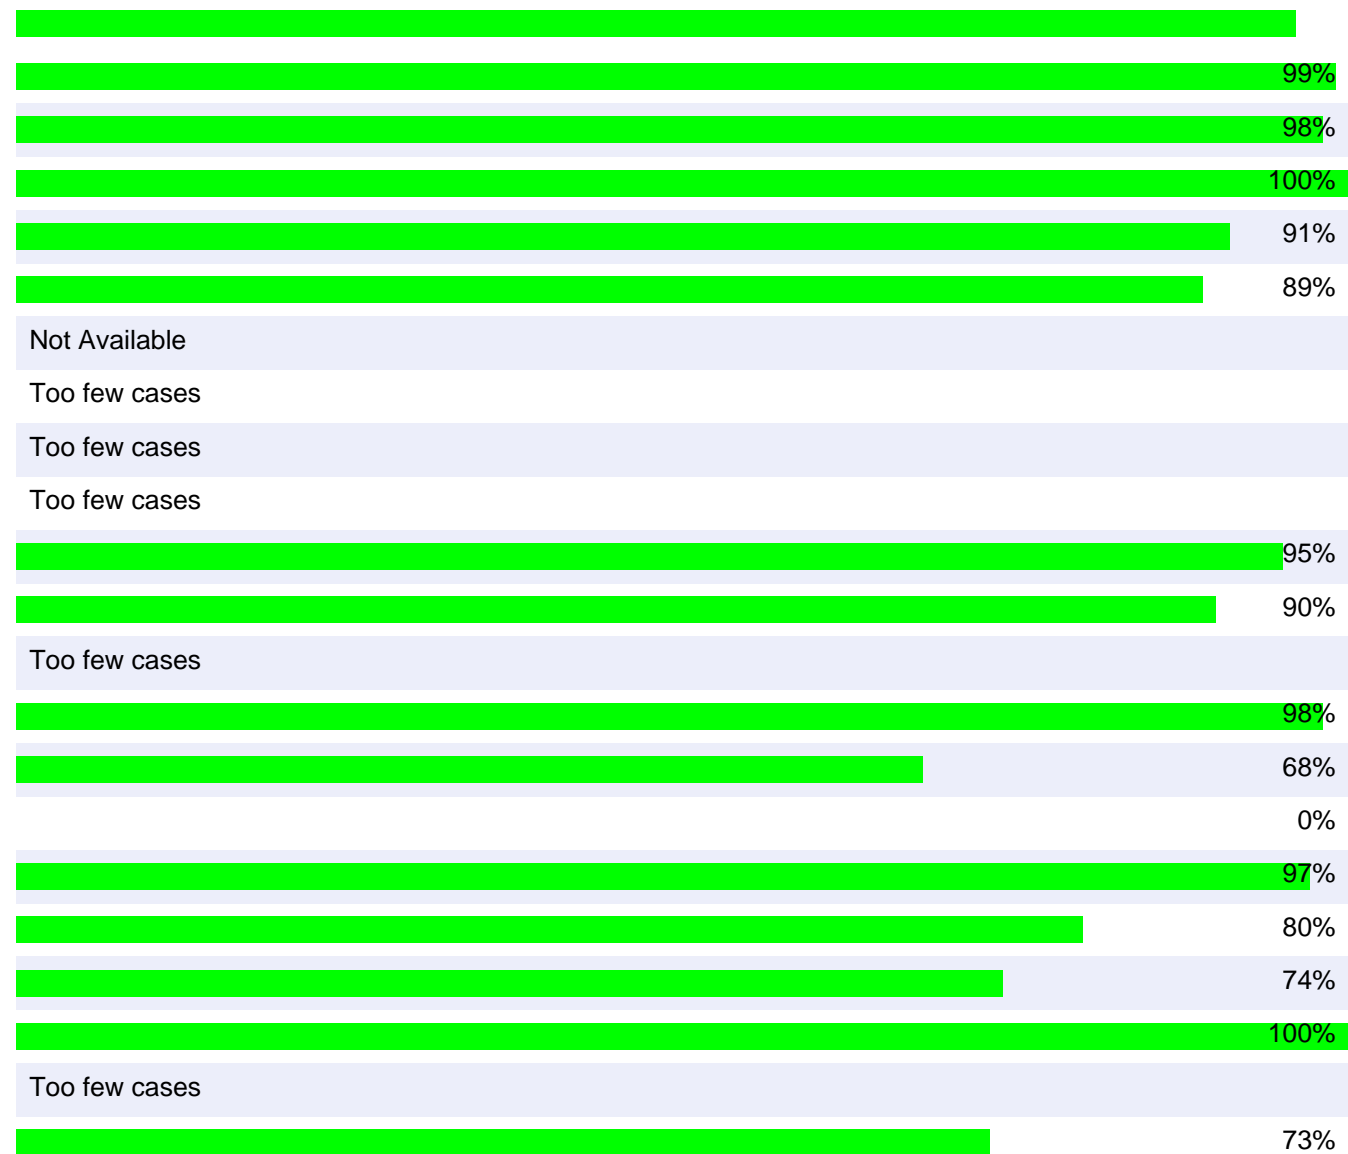 99%
98%
100%
91%
89%
Not Available
Too few cases
Too few cases
Too few cases
95%
90%
Too few cases
98%
68%
0%
97%
80%
74%
100%
Too few cases
73%